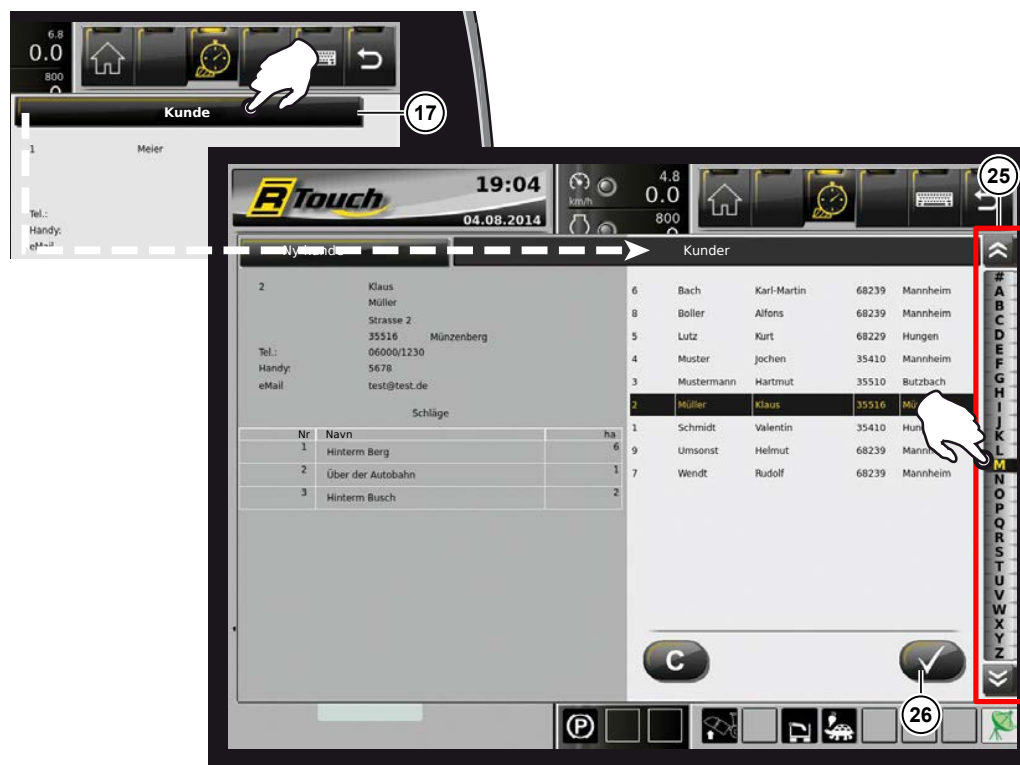 6.8
0.0
800
Kunde
17
1 Meier
Tel.:
Handy:
eMail
R Touch
19:04
04.08.2014
km/h
4.8
0.0
800
25
Kunder
2 Klaus
Müller
Strasse 2
35516 Münzenberg
Tel.: 06000/1230
Handy: 5678
eMail test@test.de
Schläge
Nr Navn ha
1 Hinterm Berg 6
2 Über der Autobahn 1
3 Hinterm Busch 2
6 Bach Karl-Martin 68239 Mannheim
8 Boller Alfons 68239 Mannheim
5 Lutz Kurt 68229 Hungen
4 Muster Jochen 35410 Mannheim
3 Mustermann Hartmut 35510 Butzbach
2 Müller Klaus 35516
1 Schmidt Valentin 35410
9 Umsonst Helmut 68239
7 Wendt Rudolf 68239 Mannheim
#
A
B
C
D
E
F
G
H
I
J
K
L
M
N
O
P
Q
R
S
T
U
V
W
X
Y
Z
C
26
P